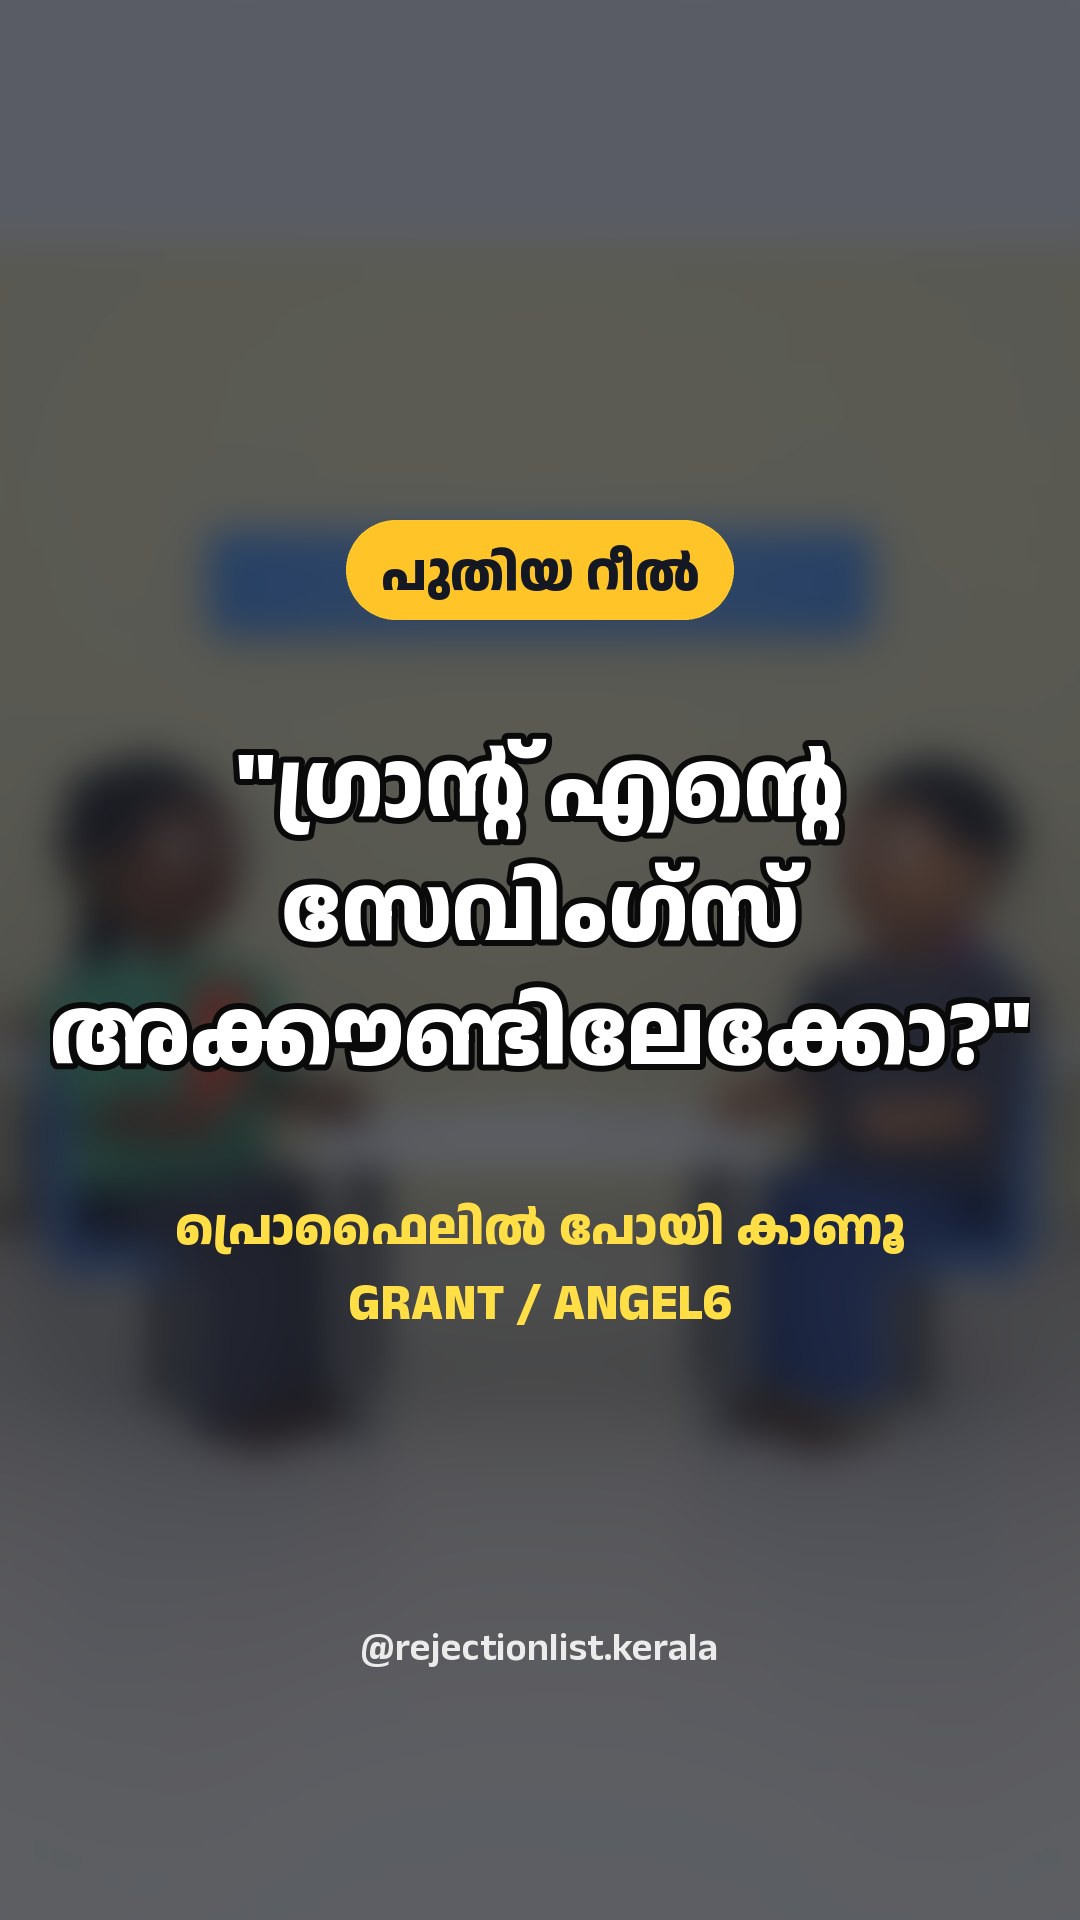 പുതിയ റീൽ
"ഗ്രാന്റ് എന്റെ
സേവിംഗ്സ്
അക്കൗണ്ടിലേക്കോ?"
പ്രൊഫൈലിൽ പോയി കാണൂ
GRANT / ANGEL6
@rejectionlist.kerala